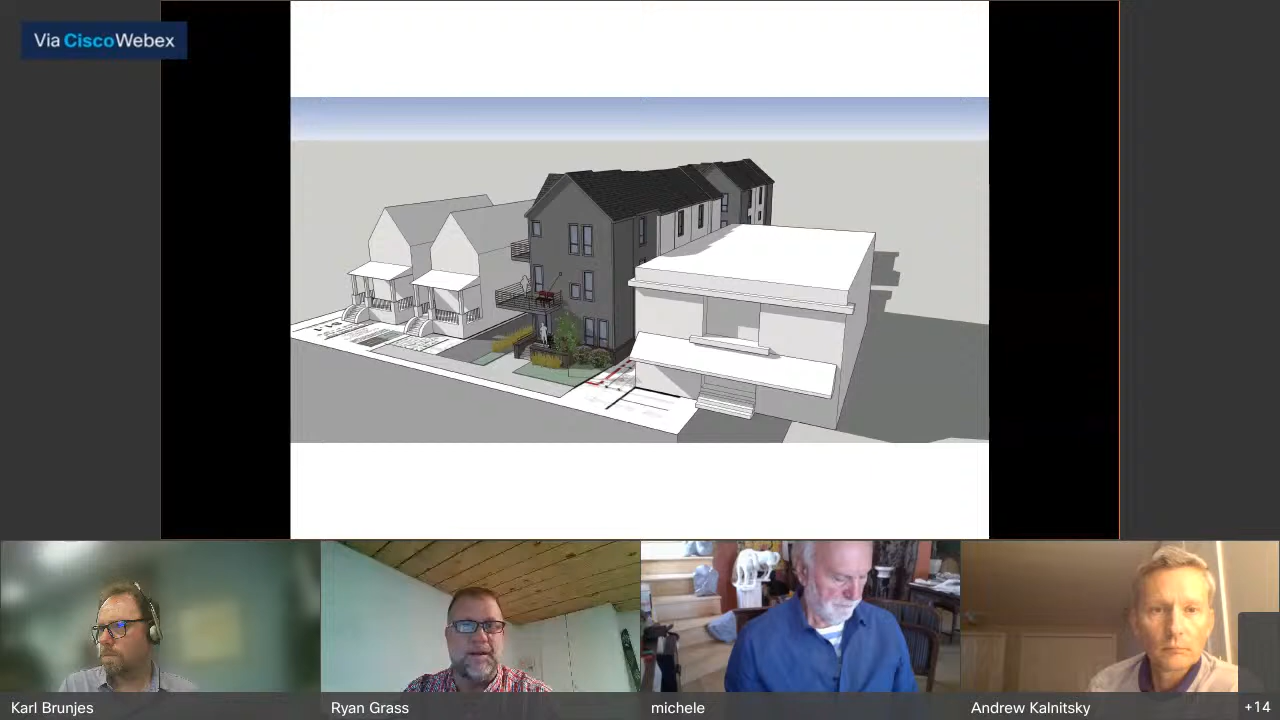 Via CiscoWebex
Karl Brunjes
Ryan Grass
michele
Andrew Kalnitsky
+14